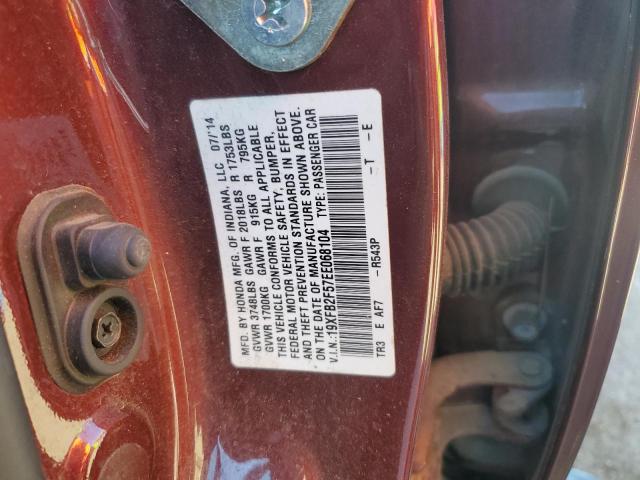 MFD. BY HONDA MFG. OF INDIANA, LLC 07/'14
GVWR 3748LBS GAWR F 2018LBS R 1753LBS
GVWR 1700KG GAWR F 915KG R 795KG
THIS VEHICLE CONFORMS TO ALL APPLICABLE
FEDERAL MOTOR VEHICLE SAFETY, BUMPER,
AND THEFT PREVENTION STANDARDS IN EFFECT
ON THE DATE OF MANUFACTURE SHOWN ABOVE.
V.I.N.:19XFB2F57EE068104 TYPE: PASSENGER CAR
TR3 E AF7 -R543P -T -E